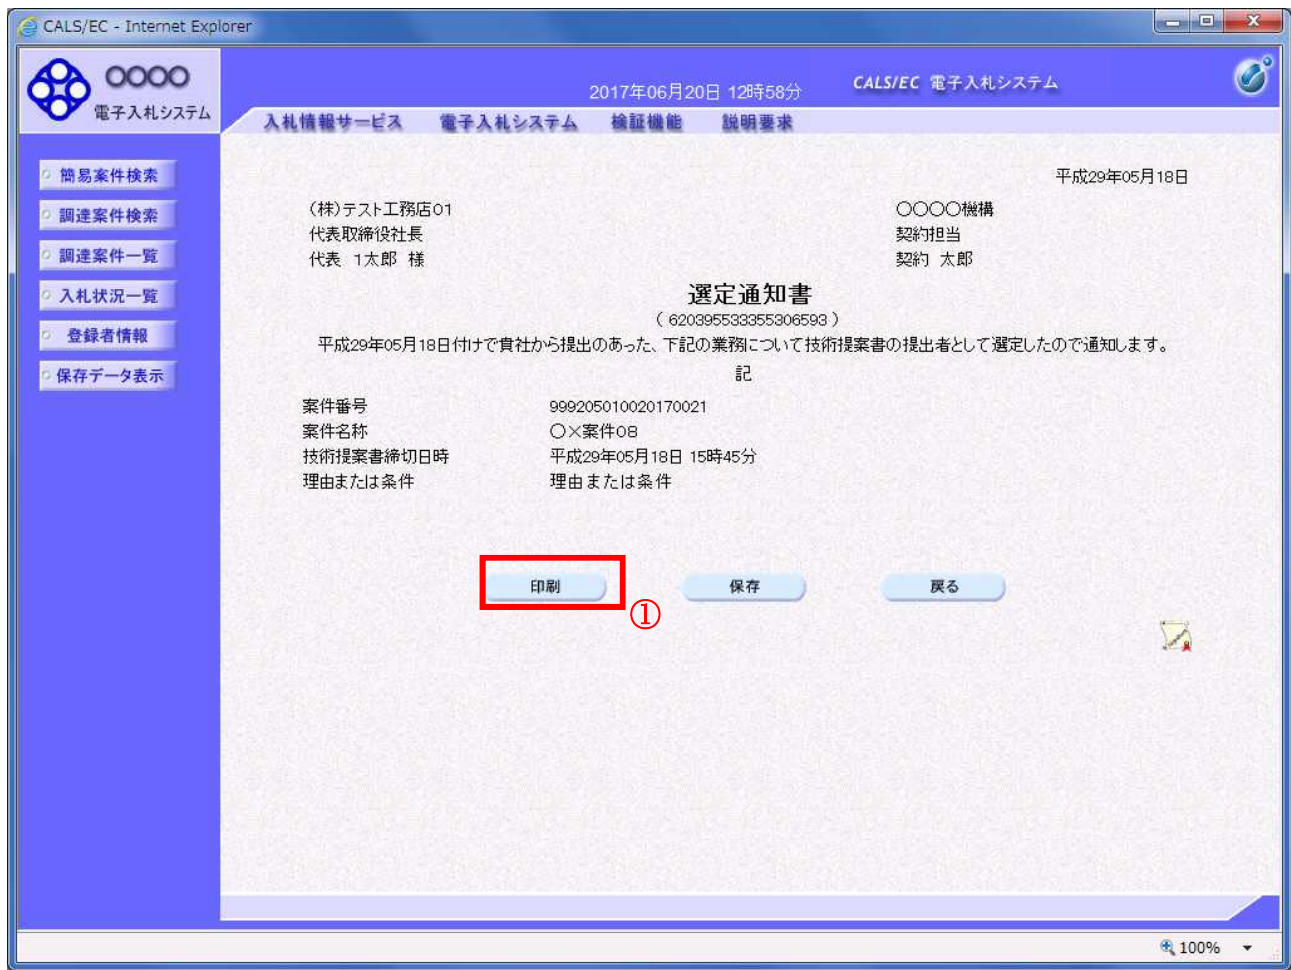 CALS/EC - Internet Explorer
○○○○
電子入札システム
2017年06月20日 12時58分
CALS/EC 電子入札システム
入札情報サービス 電子入札システム 検証機能 説明要求
簡易案件検索
調達案件検索
調達案件一覧
入札状況一覧
登録者情報
保存データ表示
平成29年05月18日
(株)テスト工務店01
代表取締役社長
代表 1太郎 様
○○○○機構
契約担当
契約 太郎
選定通知書
( 620395533355306593 )
平成29年05月18日付けで貴社から提出のあった、下記の業務について技術提案書の提出者として選定したので通知します。
記
案件番号 999205010020170021
案件名称 ○×案件08
技術提案書締切日時 平成29年05月18日 15時45分
理由または条件 理由または条件
印刷 保存 戻る
①
100%